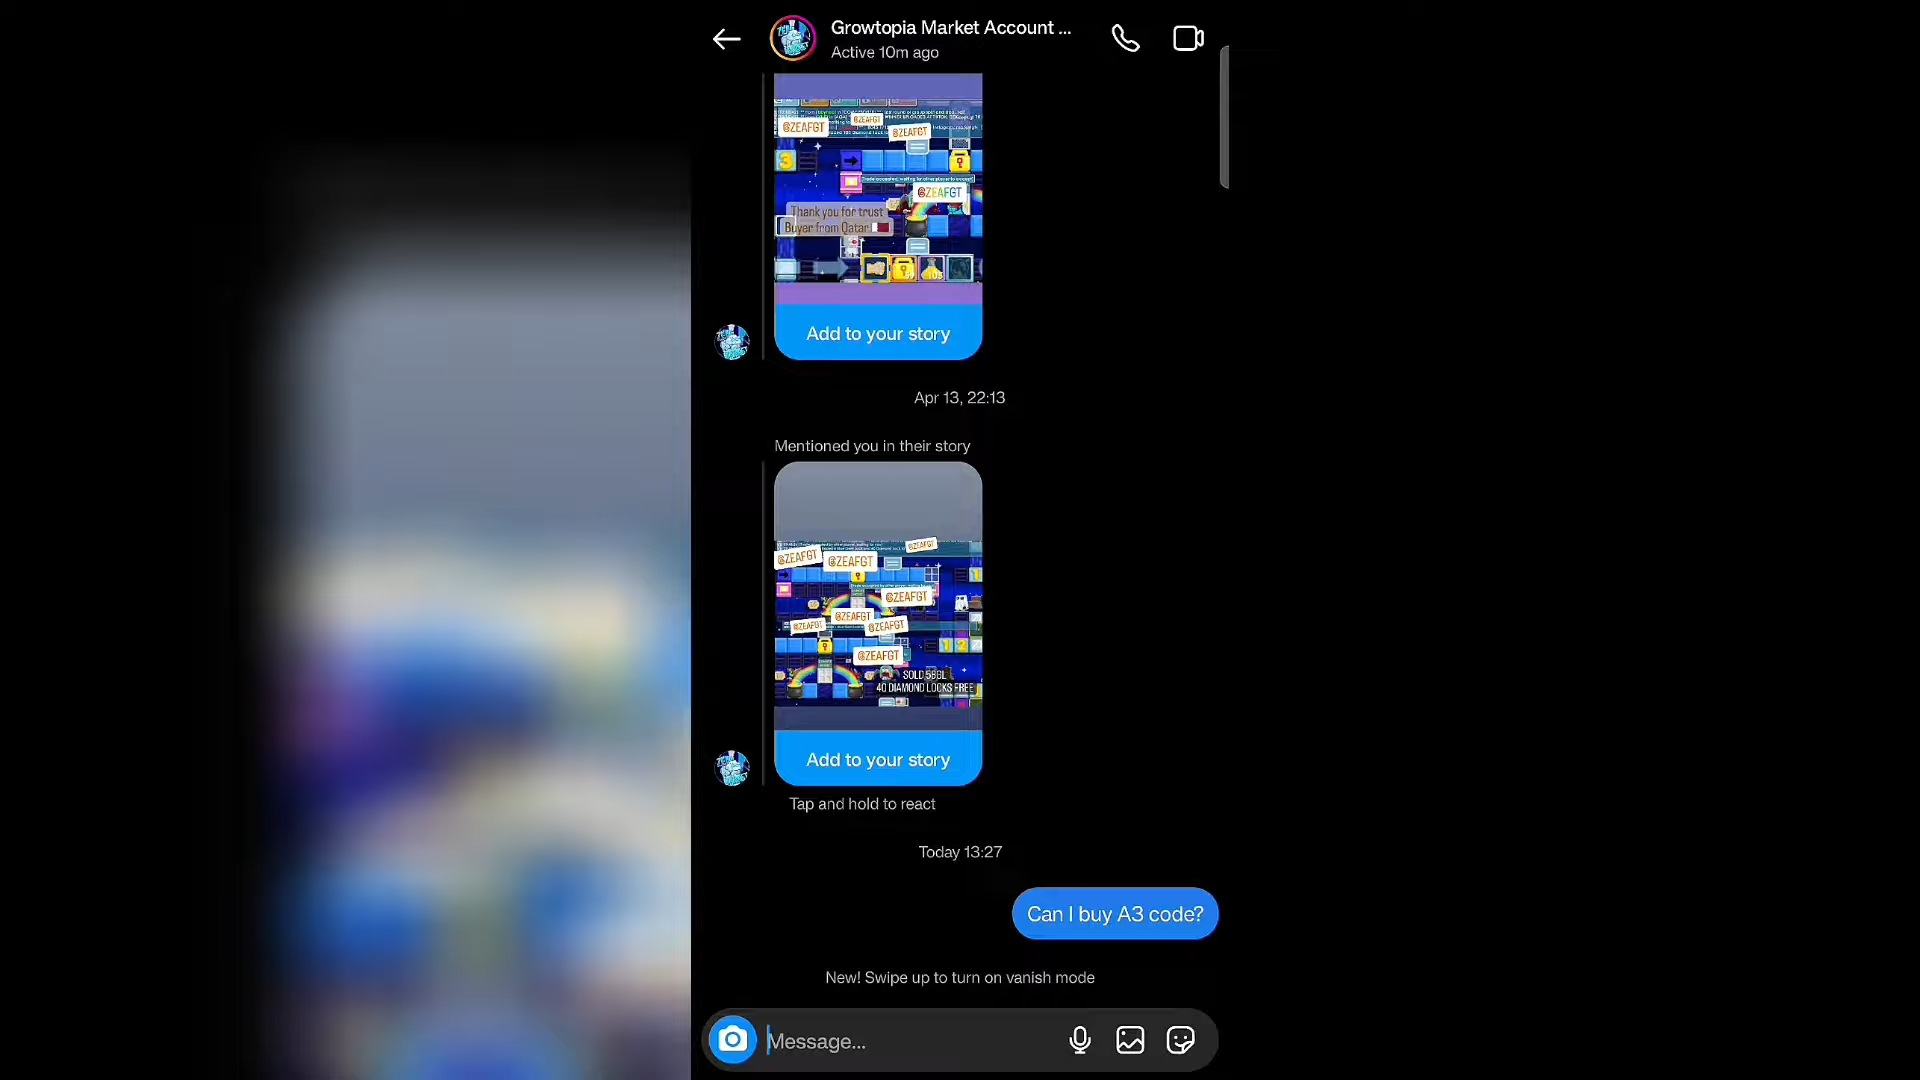 Growtopia Market Account ...
Active 10m ago
@ZEAFGT
@ZEAFGT
@ZEAFGT
3
@ZEAFGT
Thank you for trust
Buyer from Qatar
Add to your story
Apr 13, 22:13
Mentioned you in their story
@ZEAFGT
@ZEAFGT
@ZEAFGT
@ZEAFGT
@ZEAFGT
@ZEAFGT
@ZEAFGT
@ZEAFGT
SOLD 58GL
40 DIAMOND LOCKS FREE
Add to your story
Tap and hold to react
Today 13:27
Can I buy A3 code?
New! Swipe up to turn on vanish mode
Message...